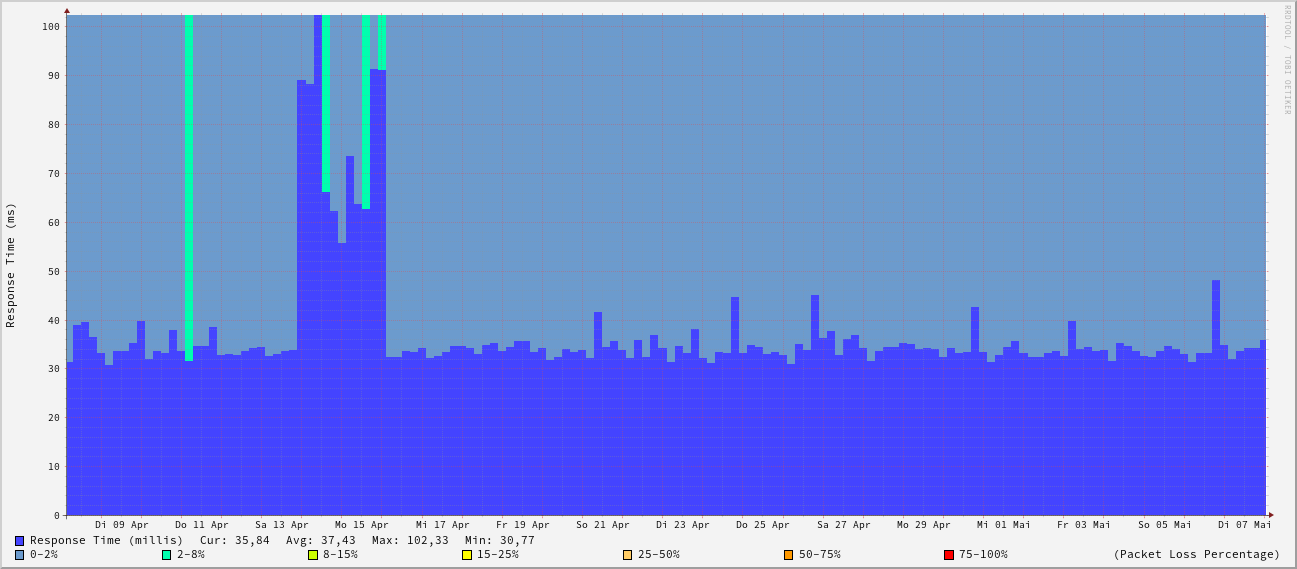 RRDTOOL / TOBI OETIKER
Response Time (ms)
100
90
80
70
60
50
40
30
20
10
0
Di 09 Apr Do 11 Apr Sa 13 Apr Mo 15 Apr Mi 17 Apr Fr 19 Apr So 21 Apr Di 23 Apr Do 25 Apr Sa 27 Apr Mo 29 Apr Mi 01 Mai Fr 03 Mai So 05 Mai Di 07 Mai
Response Time (millis) Cur: 35,84 Avg: 37,43 Max: 102,33 Min: 30,77
0-2% 2-8% 8-15% 15-25% 25-50% 50-75% 75-100% (Packet Loss Percentage)